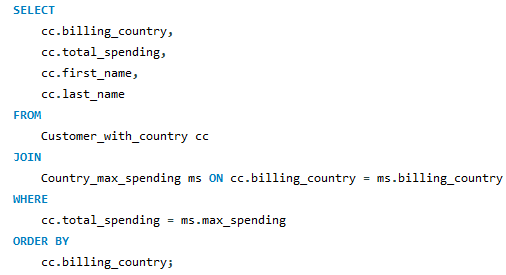 SELECT
    cc.billing_country,
    cc.total_spending,
    cc.first_name,
    cc.last_name
FROM
    Customer_with_country cc
JOIN
    Country_max_spending ms ON cc.billing_country = ms.billing_country
WHERE
    cc.total_spending = ms.max_spending
ORDER BY
    cc.billing_country;